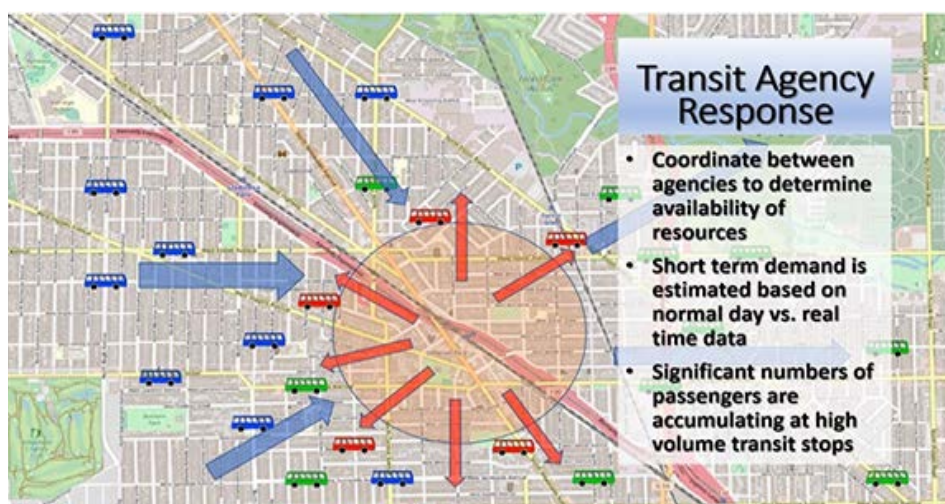 Transit Agency
Response
• Coordinate between
agencies to determine
availability of
resources
• Short term demand is
estimated based on
normal day vs. real
time data
• Significant numbers of
passengers are
accumulating at high
volume transit stops